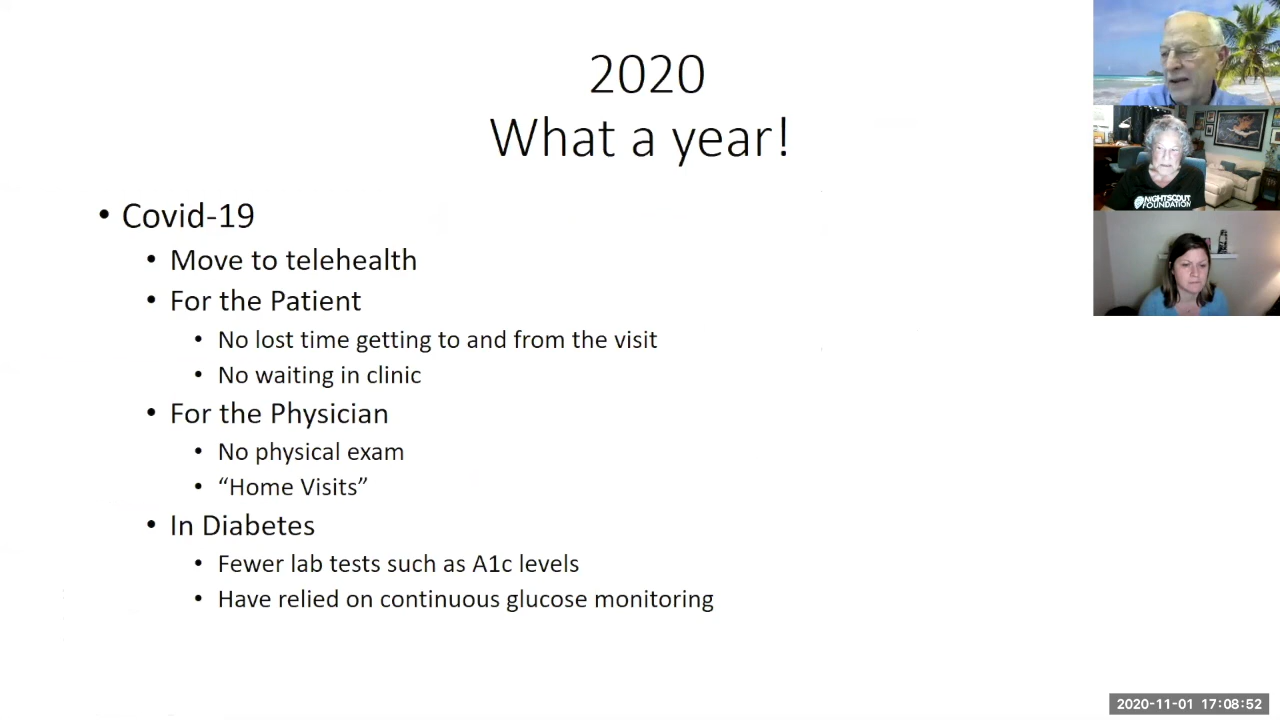 2020
What a year!
• Covid-19
• Move to telehealth
• For the Patient
• No lost time getting to and from the visit
• No waiting in clinic
• For the Physician
• No physical exam
• “Home Visits”
• In Diabetes
• Fewer lab tests such as A1c levels
• Have relied on continuous glucose monitoring
NIGHTSCOUT
FOUNDATION
2020-11-01 17:08:52